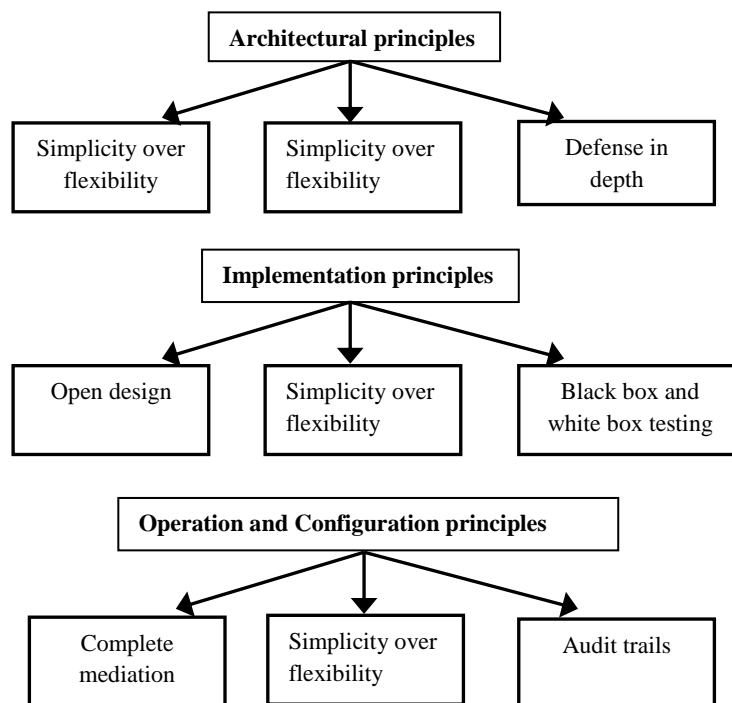 Architectural principles
Simplicity over
flexibility
Simplicity over
flexibility
Defense in
depth
Implementation principles
Open design
Simplicity over
flexibility
Black box and
white box testing
Operation and Configuration principles
Complete
mediation
Simplicity over
flexibility
Audit trails